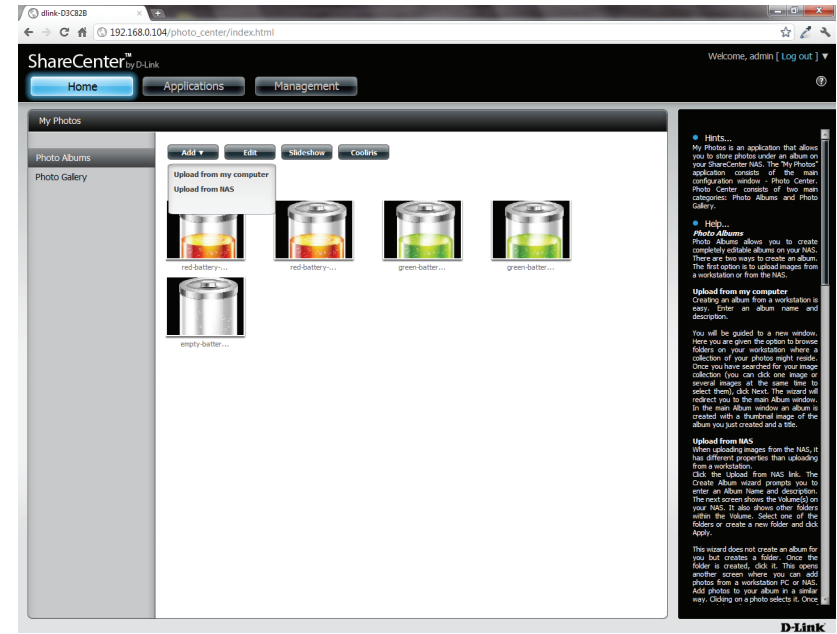 dlink-D3C82B
192.168.0.104/photo_center/index.html
ShareCenter™ by D-Link
Welcome, admin [ Log out ] ▼
Home Applications Management
My Photos
Photo Albums
Photo Gallery
Add ▼ Edit Slideshow Cooliris
Upload from my computer
Upload from NAS
red-battery-... red-battery-... green-batter... green-batter...
empty-batter...
Hints...
My Photos is an application that allows
you to store photos under an album on
your ShareCenter NAS. The "My Photos"
application consists of the main
configuration window - Photo Center.
Photo Center consists of two main
categories: Photo Albums and Photo
Gallery.
Help...
Photo Albums
Photo Albums allows you to create
completely editable albums on your NAS.
There are two ways to create an album.
The first option is to upload images from
a workstation or from the NAS.
Upload from my computer
Creating an album from a workstation is
easy. Enter an album name and
description.
You will be guided to a new window.
Here you are given the option to browse
folders on your workstation where a
collection of your photos might reside.
Once you have searched for your image
collection (you can click one image or
several images at the same time to
select them), click Next. The wizard will
redirect you to the main Album window.
In the main Album window an album is
created with a thumbnail image of the
album you just created and a title.
Upload from NAS
When uploading images from the NAS, it
has different properties than uploading
from a workstation.
Click the Upload from NAS link. The
Create Album wizard prompts you to
enter an Album Name and description.
The next screen shows the Volume(s) on
your NAS. It also shows other folders
within the Volume. Select one of the
folders or create a new folder and click
Apply.
This wizard does not create an album for
you but creates a folder. Once the
folder is created, click it. This opens
another screen where you can add
photos from a workstation PC or NAS.
Add photos to your album in a similar
way. Clicking on a photo selects it. Once
D-Link